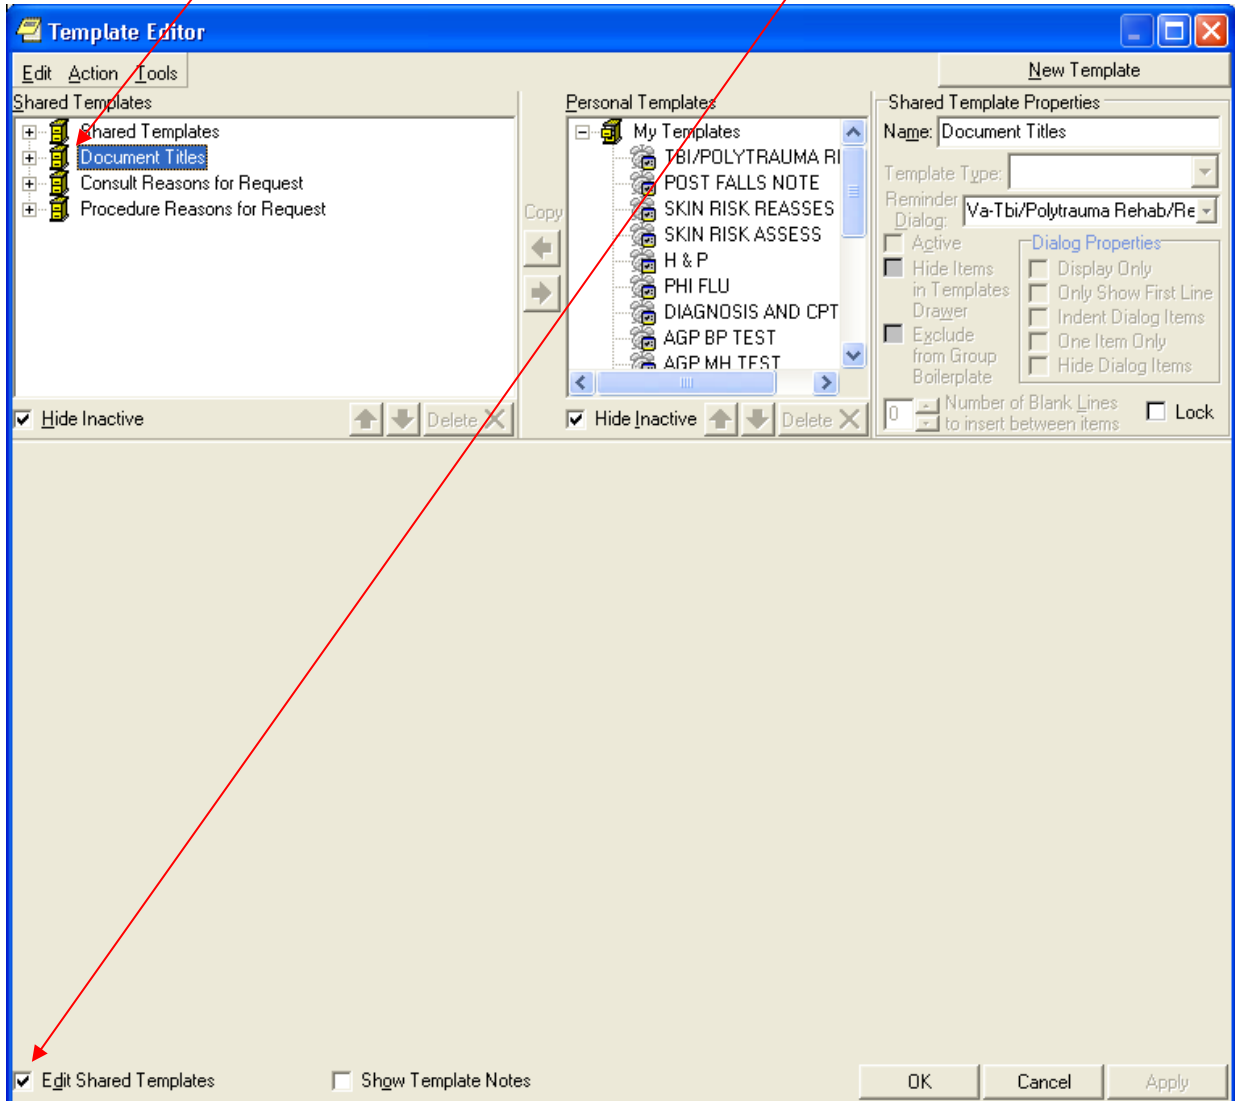 Template Editor
Edit Action Tools
New Template
Shared Templates
Shared Templates
Document Titles
Consult Reasons for Request
Procedure Reasons for Request
Hide Inactive
Delete
Copy
Personal Templates
My Templates
TBI/POLYTRAUMA RI
POST FALLS NOTE
SKIN RISK REASSES
SKIN RISK ASSESS
H & P
PHI FLU
DIAGNOSIS AND CPT
AGP BP TEST
AGP MH TEST
Hide Inactive
Delete
Shared Template Properties
Name: Document Titles
Template Type:
Reminder
Dialog:
Va-Tbi/Polytrauma Rehab/Re
Active
Hide Items
in Templates
Drawer
Exclude
from Group
Boilerplate
Dialog Properties
Display Only
Only Show First Line
Indent Dialog Items
One Item Only
Hide Dialog Items
0
Number of Blank Lines
to insert between items
Lock
Edit Shared Templates
Show Template Notes
OK
Cancel
Apply